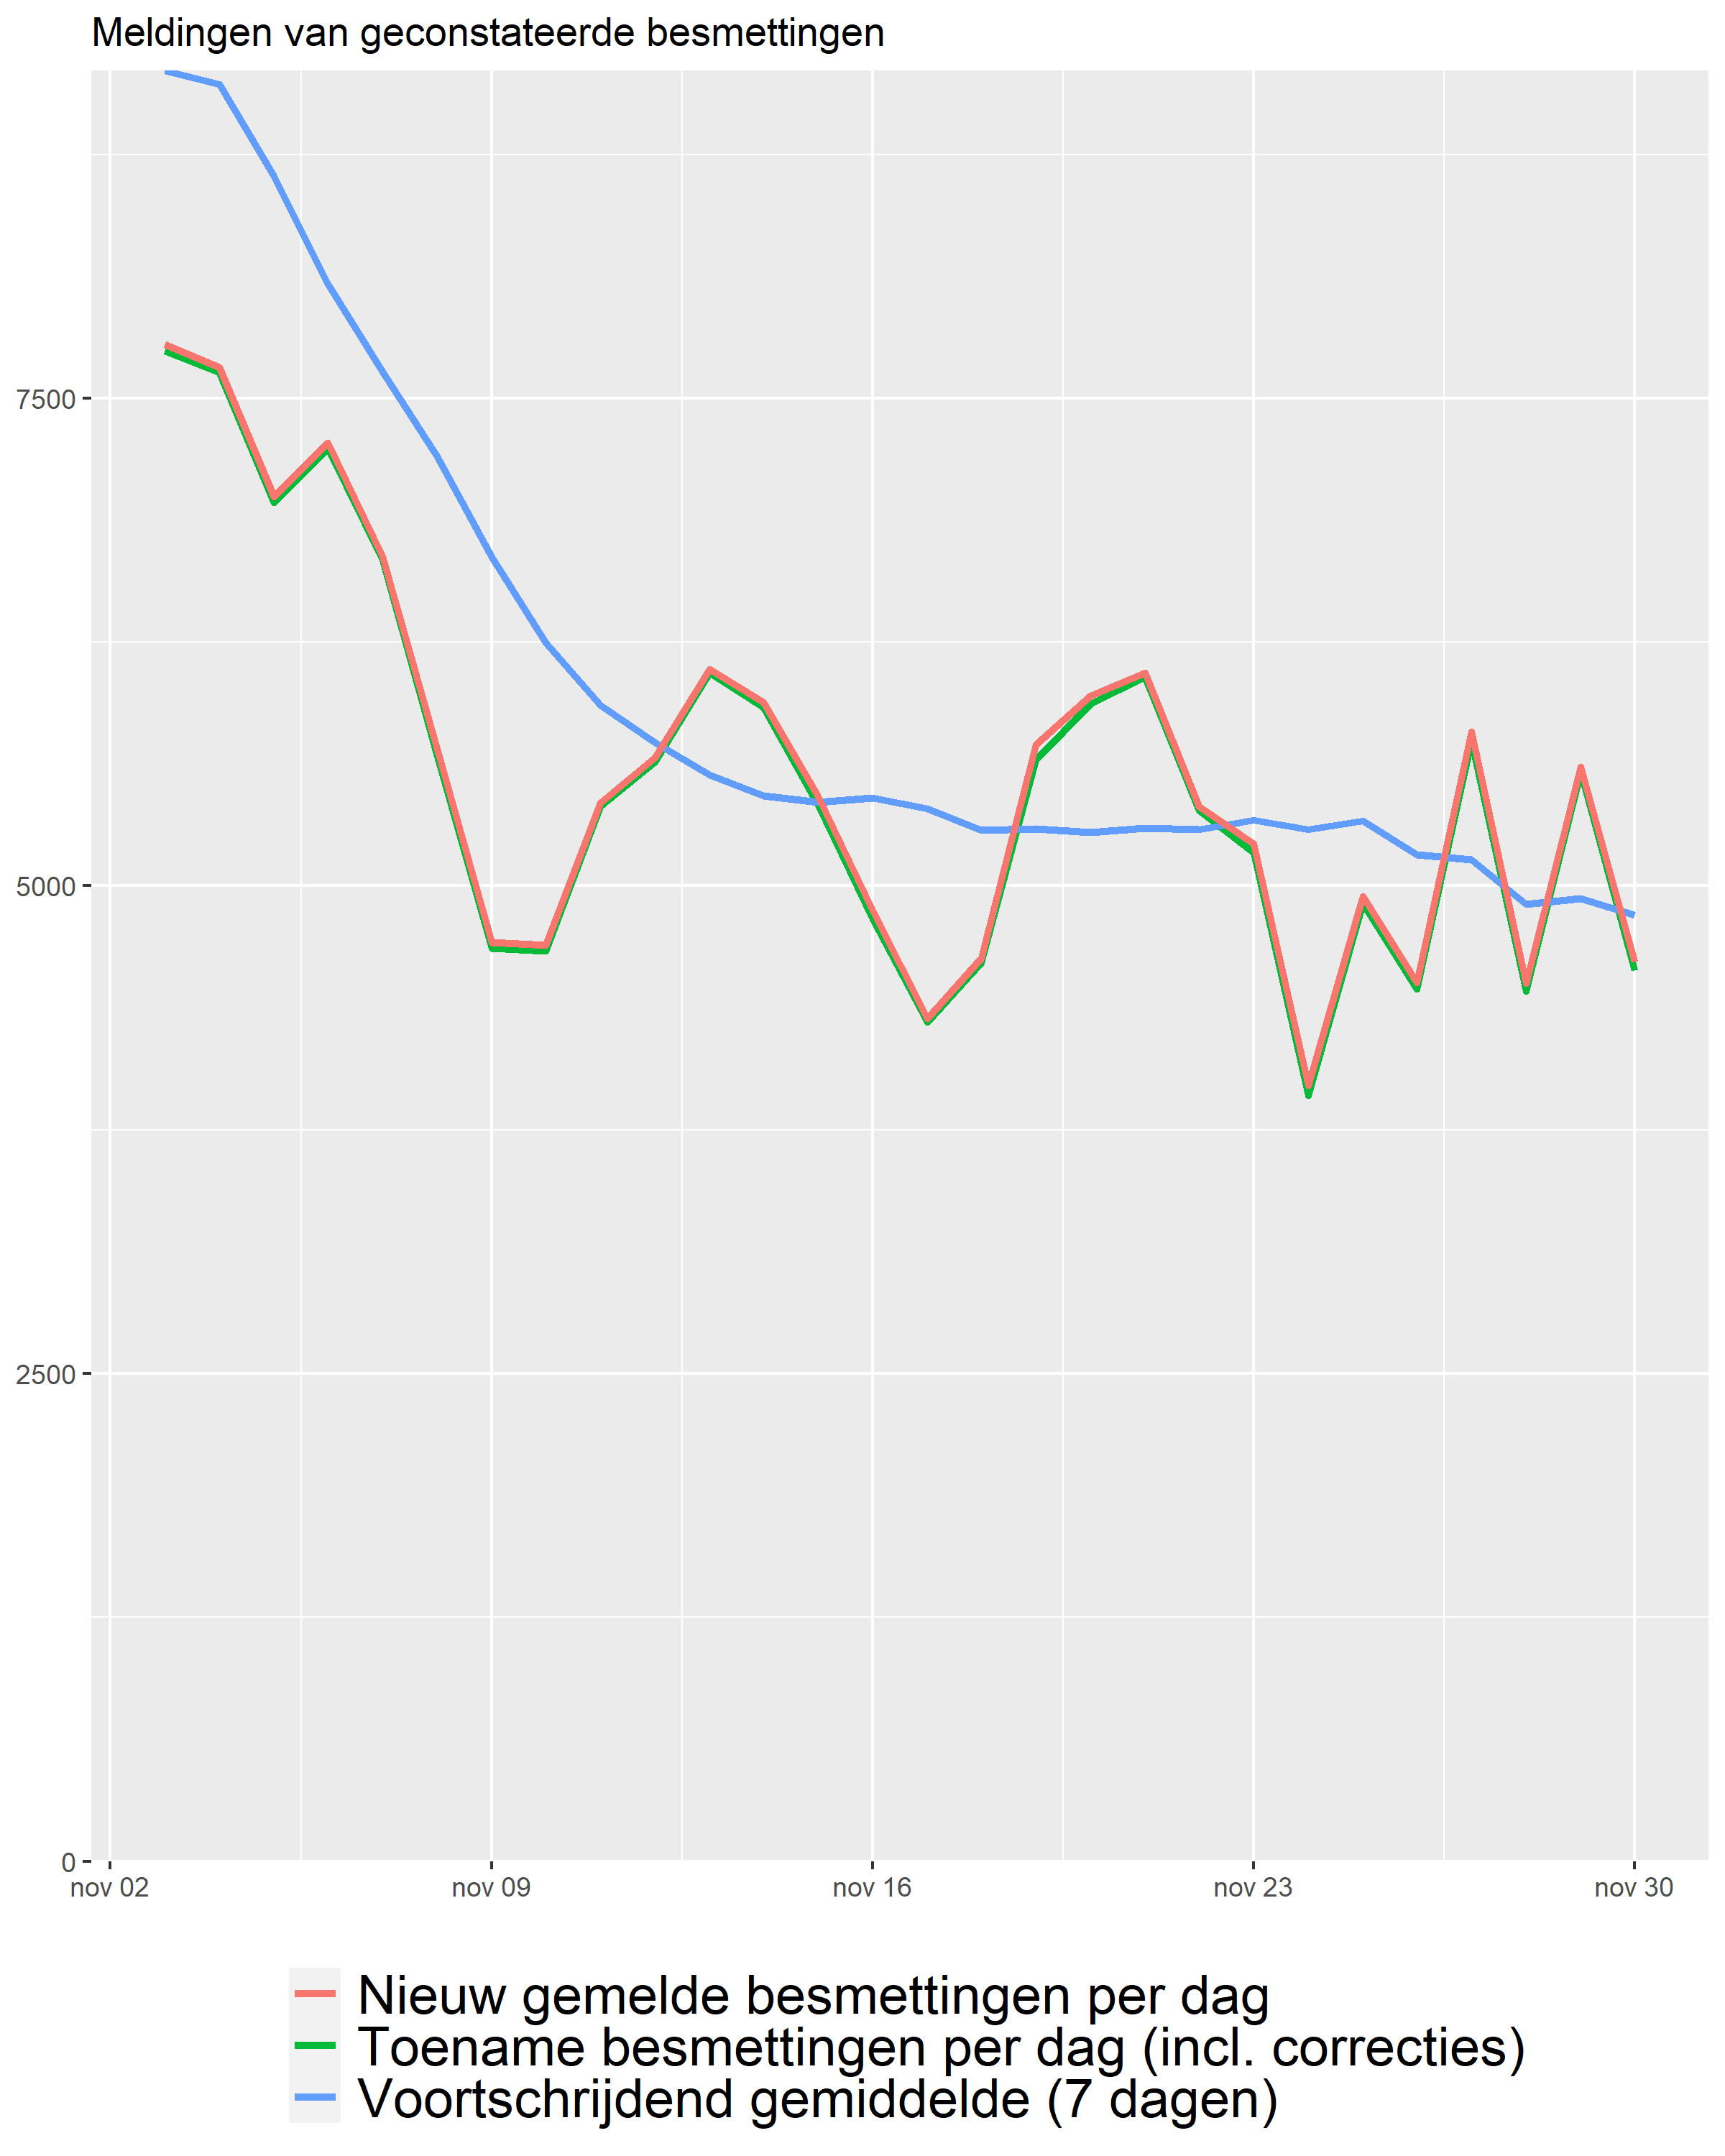 Meldingen van geconstateerde besmettingen
7500
5000
2500
0
nov 02 nov 09 nov 16 nov 23 nov 30
Nieuw gemelde besmettingen per dag
Toename besmettingen per dag (incl. correcties)
Voortschrijdend gemiddelde (7 dagen)